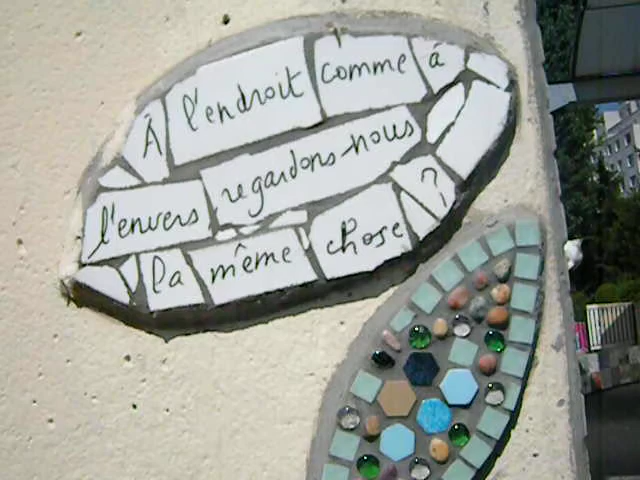 À l'endroit comme à
l'envers regardons-nous
la même chose ?